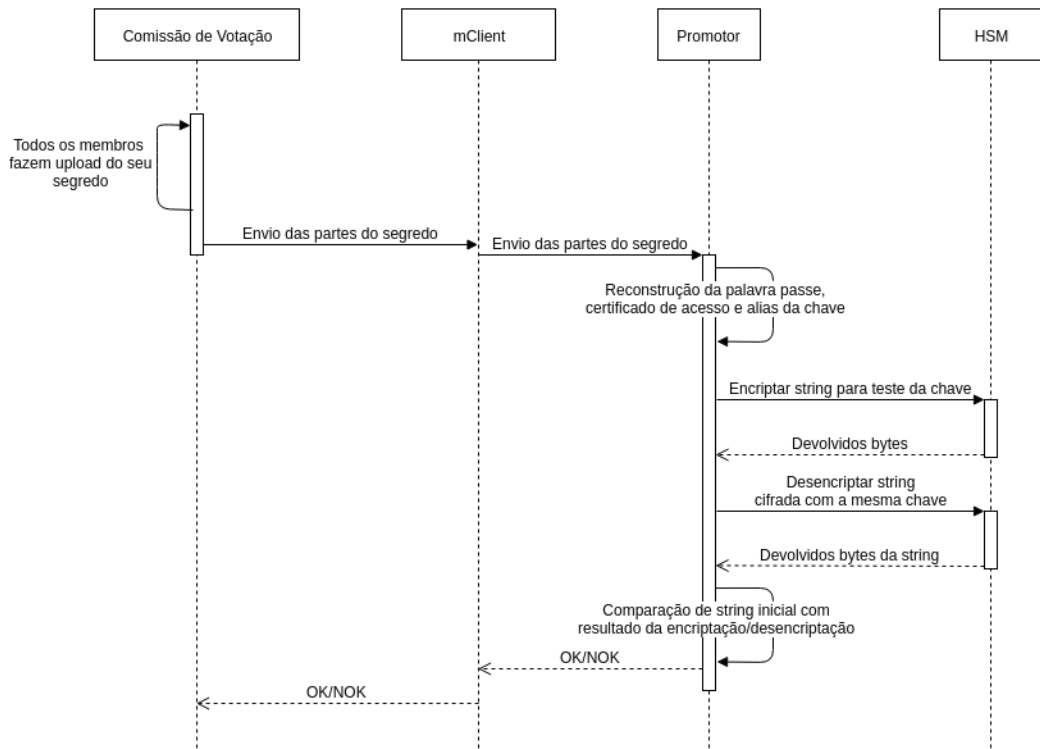 Comissão de Votação
mClient
Promotor
HSM
Todos os membros
fazem upload do seu
segredo
Envio das partes do segredo
Envio das partes do segredo
Reconstrução da palavra passe,
certificado de acesso e alias da chave
Encriptar string para teste da chave
Devolvidos bytes
Desencriptar string
cifrada com a mesma chave
Devolvidos bytes da string
Comparação de string inicial com
resultado da encriptação/desencriptação
OK/NOK
OK/NOK